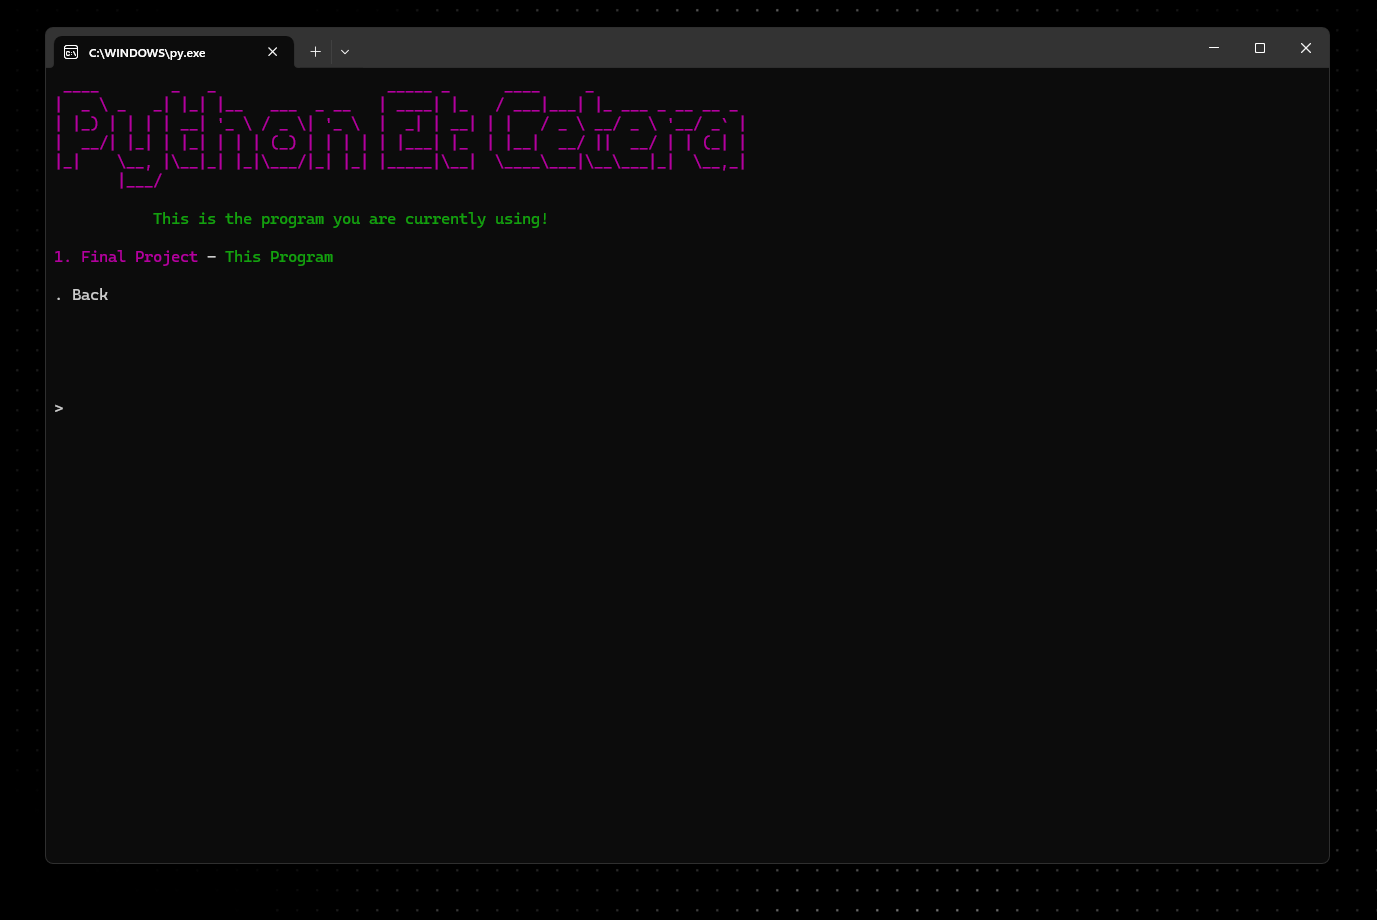 C:\WINDOWS\py.exe
Python Et Cetera
This is the program you are currently using!
1. Final Project — This Program
. Back
>